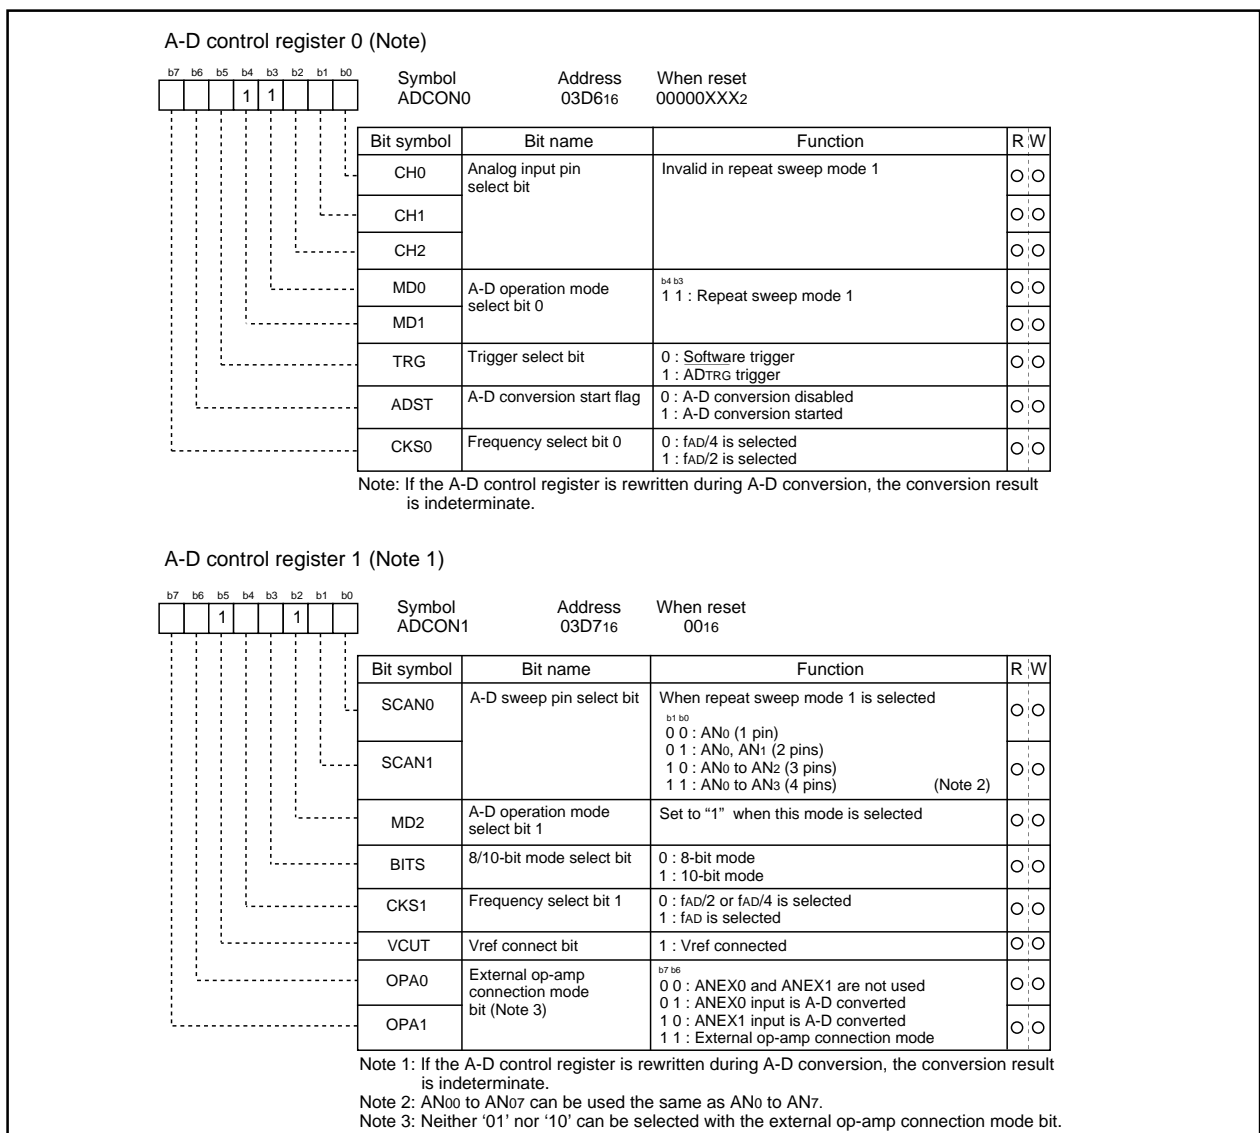 A-D control register 0 (Note)
b7 b6 b5 b4 b3 b2 b1 b0
1 1
Symbol Address When reset
ADCON0 03D616 00000XXX2
Bit symbol Bit name Function R W
CH0 Analog input pin select bit Invalid in repeat sweep mode 1
CH1
CH2
MD0 A-D operation mode select bit 0 b4 b3
1 1 : Repeat sweep mode 1
MD1
TRG Trigger select bit 0 : Software trigger
1 : ADTRG trigger
ADST A-D conversion start flag 0 : A-D conversion disabled
1 : A-D conversion started
CKS0 Frequency select bit 0 0 : fAD/4 is selected
1 : fAD/2 is selected
Note: If the A-D control register is rewritten during A-D conversion, the conversion result
is indeterminate.
A-D control register 1 (Note 1)
b7 b6 b5 b4 b3 b2 b1 b0
1 1
Symbol Address When reset
ADCON1 03D716 0016
Bit symbol Bit name Function R W
SCAN0 A-D sweep pin select bit When repeat sweep mode 1 is selected
b1 b0
0 0 : AN0 (1 pin)
0 1 : AN0, AN1 (2 pins)
SCAN1 1 0 : AN0 to AN2 (3 pins)
1 1 : AN0 to AN3 (4 pins) (Note 2)
MD2 A-D operation mode select bit 1 Set to “1” when this mode is selected
BITS 8/10-bit mode select bit 0 : 8-bit mode
1 : 10-bit mode
CKS1 Frequency select bit 1 0 : fAD/2 or fAD/4 is selected
1 : fAD is selected
VCUT Vref connect bit 1 : Vref connected
OPA0 External op-amp connection mode bit (Note 3) b7 b6
0 0 : ANEX0 and ANEX1 are not used
0 1 : ANEX0 input is A-D converted
OPA1 1 0 : ANEX1 input is A-D converted
1 1 : External op-amp connection mode
Note 1: If the A-D control register is rewritten during A-D conversion, the conversion result
is indeterminate.
Note 2: AN00 to AN07 can be used the same as AN0 to AN7.
Note 3: Neither ‘01’ nor ‘10’ can be selected with the external op-amp connection mode bit.